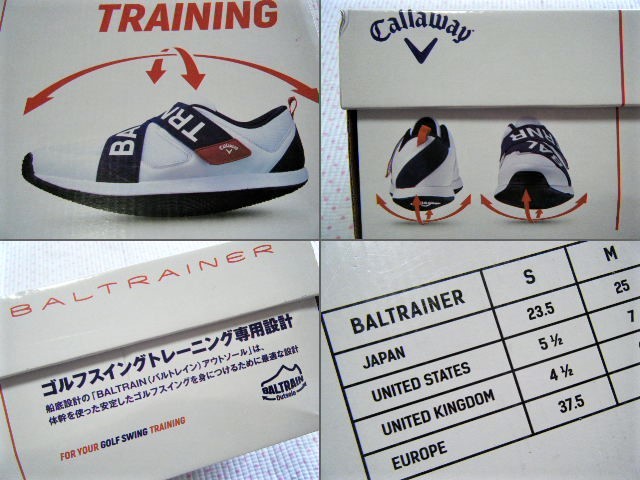 TRAINING
BAL
TRA
Callaway
Callaway
BAL
RNR
BALTRAINER
ゴルフスイングトレーニング専用設計
船底設計の「BALTRAIN(バルトレイン)アウトソール」は、
体幹を使った安定したゴルフスイングを身につけるために最適な設計
BALTRAIN
Outsole
FOR YOUR GOLF SWING TRAINING
BALTRAINER S M
JAPAN 23.5 25
UNITED STATES 5 ½ 7
UNITED KINGDOM 4 ½
EUROPE 37.5